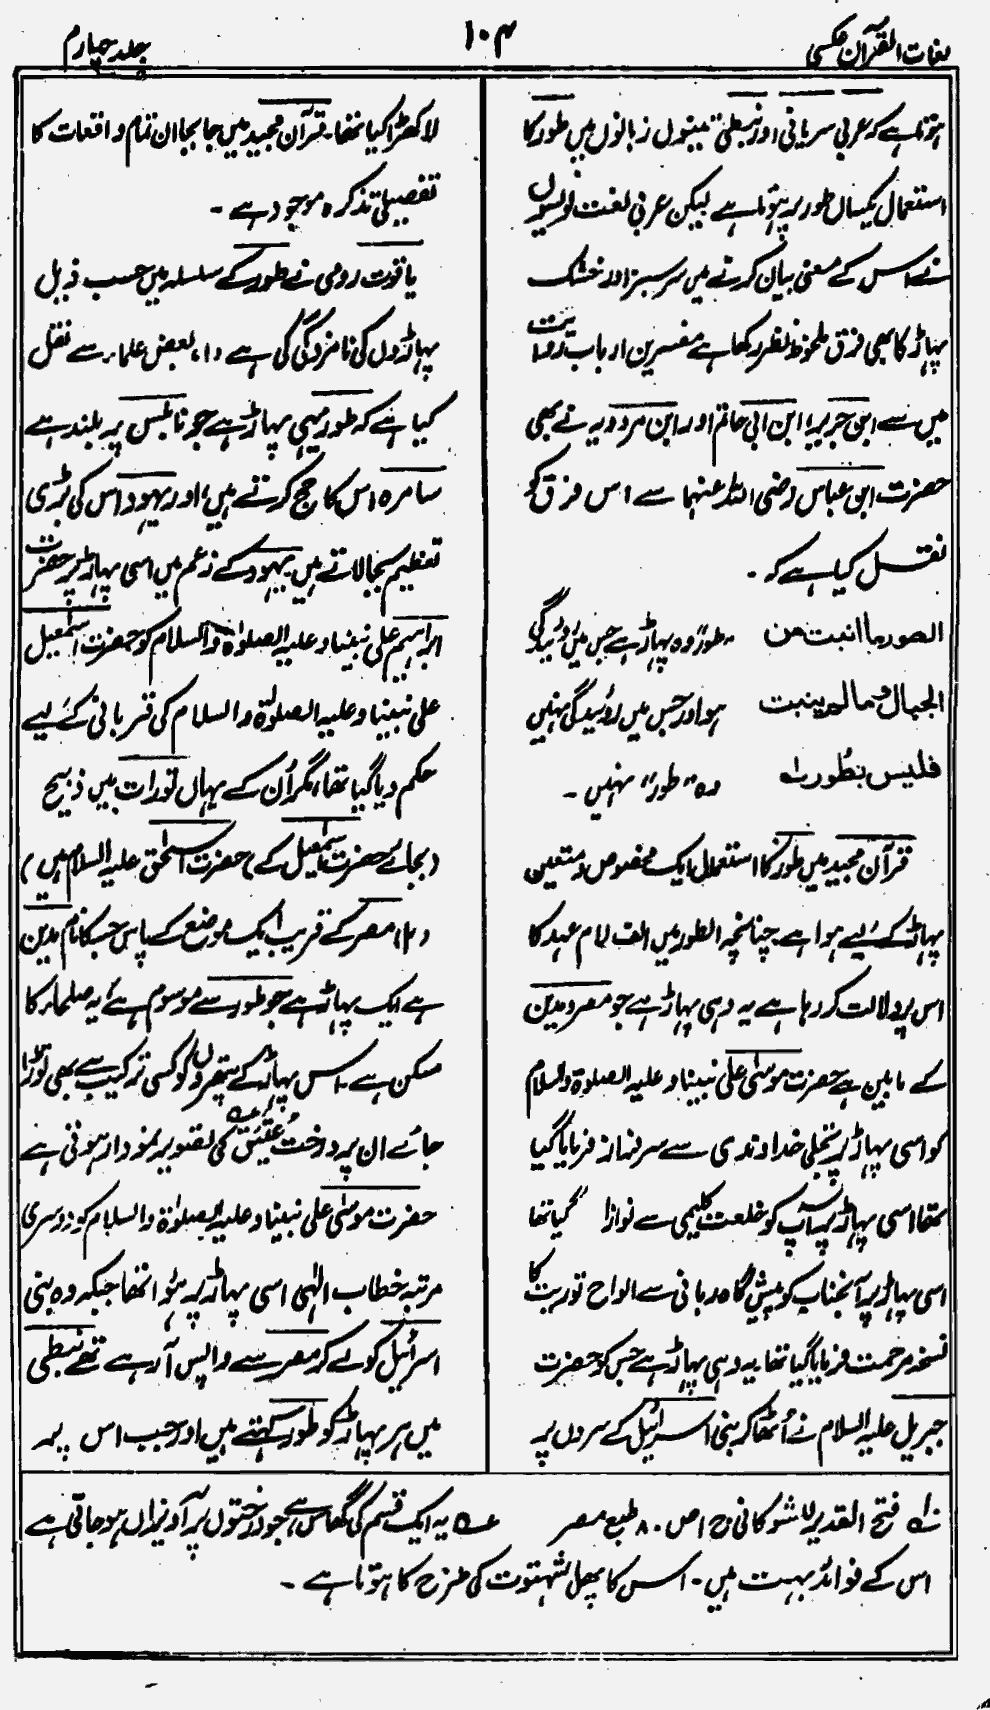 لغات القرآن عکسی
۱۰۴
جلد چہارم
ہوتا ہے کہ عربی سریانی اور نبطی تینوں زبانوں میں طور کا
استعمال یکساں طور پر ہوتا ہے لیکن عربی لغت نویسوں
نے اس کے معنی بیان کرنے میں سرسبز اور خشک
پہاڑ کا بھی فرق ملحوظ نظر رکھا ہے مفسرین ارباب روایت
میں سے ابن جریر، ابن ابی حاتم اور ابن مردویہ نے بھی
حضرت ابن عباس رضی اللہ عنہما سے اس فرق کو
نقل کیا ہے کہ۔
الطور ما انبت من طور وہ پہاڑ ہے جس میں روئیدگی
الجبال وما لم ینبت ہو اور جس میں روئیدگی نہیں
فلیس بطور لہ وہ "طور" نہیں۔
قرآن مجید میں طور کا استعمال ایک مخصوص و متعین
پہاڑ کے لیے ہوا ہے۔ چنانچہ الطور میں الف لام عہد کا
اس پر دلالت کر رہا ہے یہ وہی پہاڑ ہے جو مصر و مدین
کے مابین ہے حضرت موسیٰ علی نبینا و علیہ الصلوٰۃ والسلام
کو اسی پہاڑ پر تجلی خداوندی سے سرفراز فرمایا گیا
تھا اسی پہاڑ پر آپ کو خلعت کلیمی سے نوازا گیا تھا
اسی پہاڑ پر آنجناب کو پیش گاہ ربانی سے الواح توریت کا
نسخہ مرحمت فرمایا گیا تھا یہ وہی پہاڑ ہے جس کو حضرت
جبریل علیہ السلام نے اُٹھا کر بنی اسرائیل کے سروں پر
لا کھڑا کیا تھا۔ قرآن مجید میں جا بجا ان تمام واقعات کا
تفصیلی تذکرہ موجود ہے۔
یاقوت رومی نے طور کے سلسلہ میں حسب ذیل
پہاڑوں کی نامزدگی کی ہے (۱) بعض علماء سے نقل
کیا ہے کہ طور یہی پہاڑ ہے جو نابلس پر بلند ہے
سامرہ اس کا حج کرتے ہیں، اور یہود اس کی بڑی
تعظیم بجا لاتے ہیں۔ یہود کے زعم میں اسی پہاڑ پر حضرت
ابراہیم علی نبینا و علیہ الصلوٰۃ والسلام کو حضرت اسمٰعیل
علی نبینا و علیہ الصلوٰۃ والسلام کی قربانی کے لیے
حکم دیا گیا تھا، مگر اُن کے یہاں تورات میں ذبیح
(بجائے حضرت اسمٰعیل کے) حضرت اسحٰق علیہ السلام ہیں)
(۲) مصر کے قریب ایک موضع کے پاس جس کا نام مدین
ہے ایک پہاڑ ہے جو طور سے موسوم ہے یہ صلحاء کا
مسکن ہے۔ اس پہاڑ کے پتھروں کو کسی ترکیب سے بھی توڑا
جائے ان پر درخت عُلَّیق کی تصویر نمودار ہوتی ہے
حضرت موسیٰ علی نبینا و علیہ الصلوٰۃ والسلام کو دوسری
مرتبہ خطاب الٰہی اسی پہاڑ پر ہوا تھا جبکہ وہ بنی
اسرائیل کو لے کر مصر سے واپس آ رہے تھے نبطی
میں ہر پہاڑ کو طور کہتے ہیں اور جب اس پر
لہ فتح القدیر للشوکانی ج ا ص ۸۰ طبع مصر عہ یہ ایک قسم کی گھاس ہے جو درختوں پر آویزاں ہو جاتی ہے
اس کے فوائد بہت ہیں۔ اس کا پھل شہتوت کی طرح کا ہوتا ہے۔